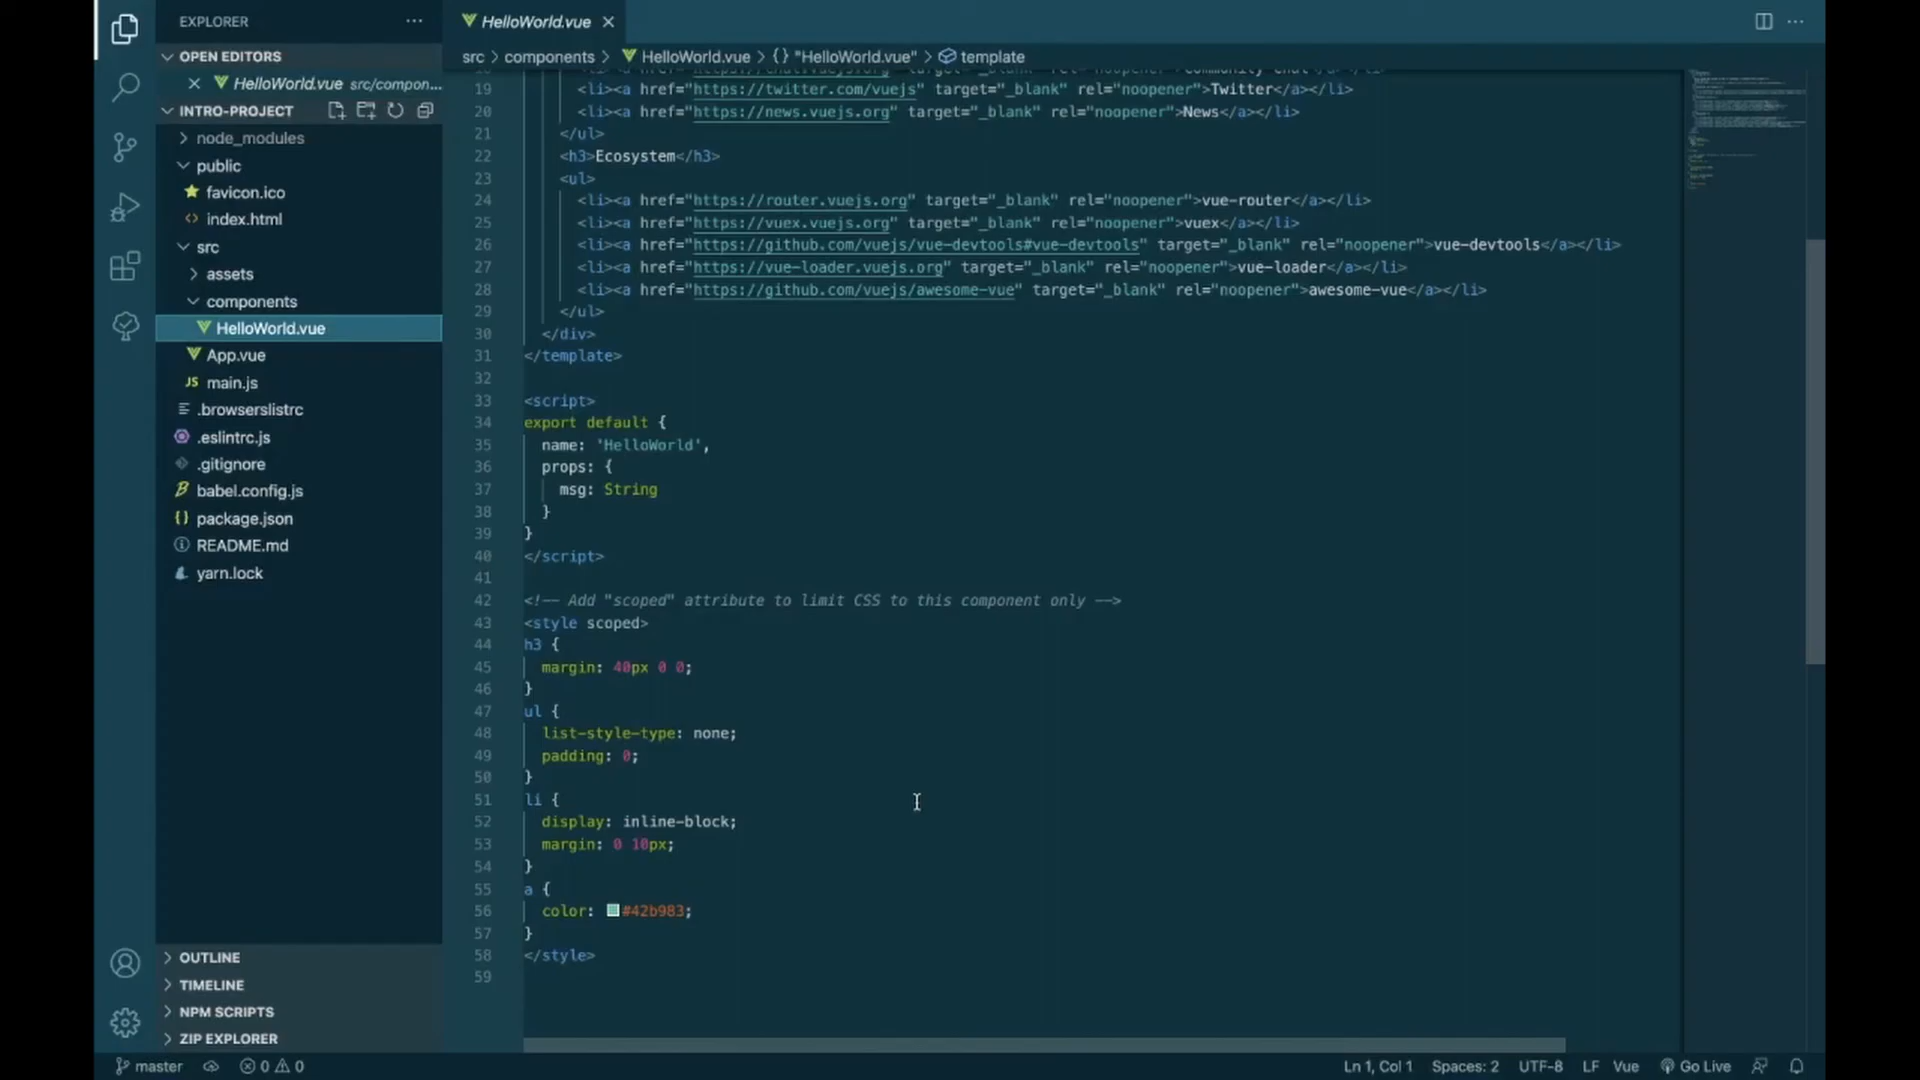 EXPLORER
OPEN EDITORS
HelloWorld.vue src/compon...
INTRO-PROJECT
node_modules
public
favicon.ico
index.html
src
assets
components
HelloWorld.vue
App.vue
JS main.js
.browserslistrc
.eslintrc.js
.gitignore
babel.config.js
{} package.json
README.md
yarn.lock
OUTLINE
TIMELINE
NPM SCRIPTS
ZIP EXPLORER
HelloWorld.vue
src > components > HelloWorld.vue > {} "HelloWorld.vue" > template
19 <li><a href="https://twitter.com/vuejs" target="_blank" rel="noopener">Twitter</a></li>
20 <li><a href="https://news.vuejs.org" target="_blank" rel="noopener">News</a></li>
21 </ul>
22 <h3>Ecosystem</h3>
23 <ul>
24 <li><a href="https://router.vuejs.org" target="_blank" rel="noopener">vue-router</a></li>
25 <li><a href="https://vuex.vuejs.org" target="_blank" rel="noopener">vuex</a></li>
26 <li><a href="https://github.com/vuejs/vue-devtools#vue-devtools" target="_blank" rel="noopener">vue-devtools</a></li>
27 <li><a href="https://vue-loader.vuejs.org" target="_blank" rel="noopener">vue-loader</a></li>
28 <li><a href="https://github.com/vuejs/awesome-vue" target="_blank" rel="noopener">awesome-vue</a></li>
29 </ul>
30 </div>
31 </template>
32
33 <script>
34 export default {
35 name: 'HelloWorld',
36 props: {
37 msg: String
38 }
39 }
40 </script>
41
42 <!-- Add "scoped" attribute to limit CSS to this component only -->
43 <style scoped>
44 h3 {
45 margin: 40px 0 0;
46 }
47 ul {
48 list-style-type: none;
49 padding: 0;
50 }
51 li {
52 display: inline-block;
53 margin: 0 10px;
54 }
55 a {
56 color: #42b983;
57 }
58 </style>
59
master 0 0 Ln 1, Col 1 Spaces: 2 UTF-8 LF Vue Go Live